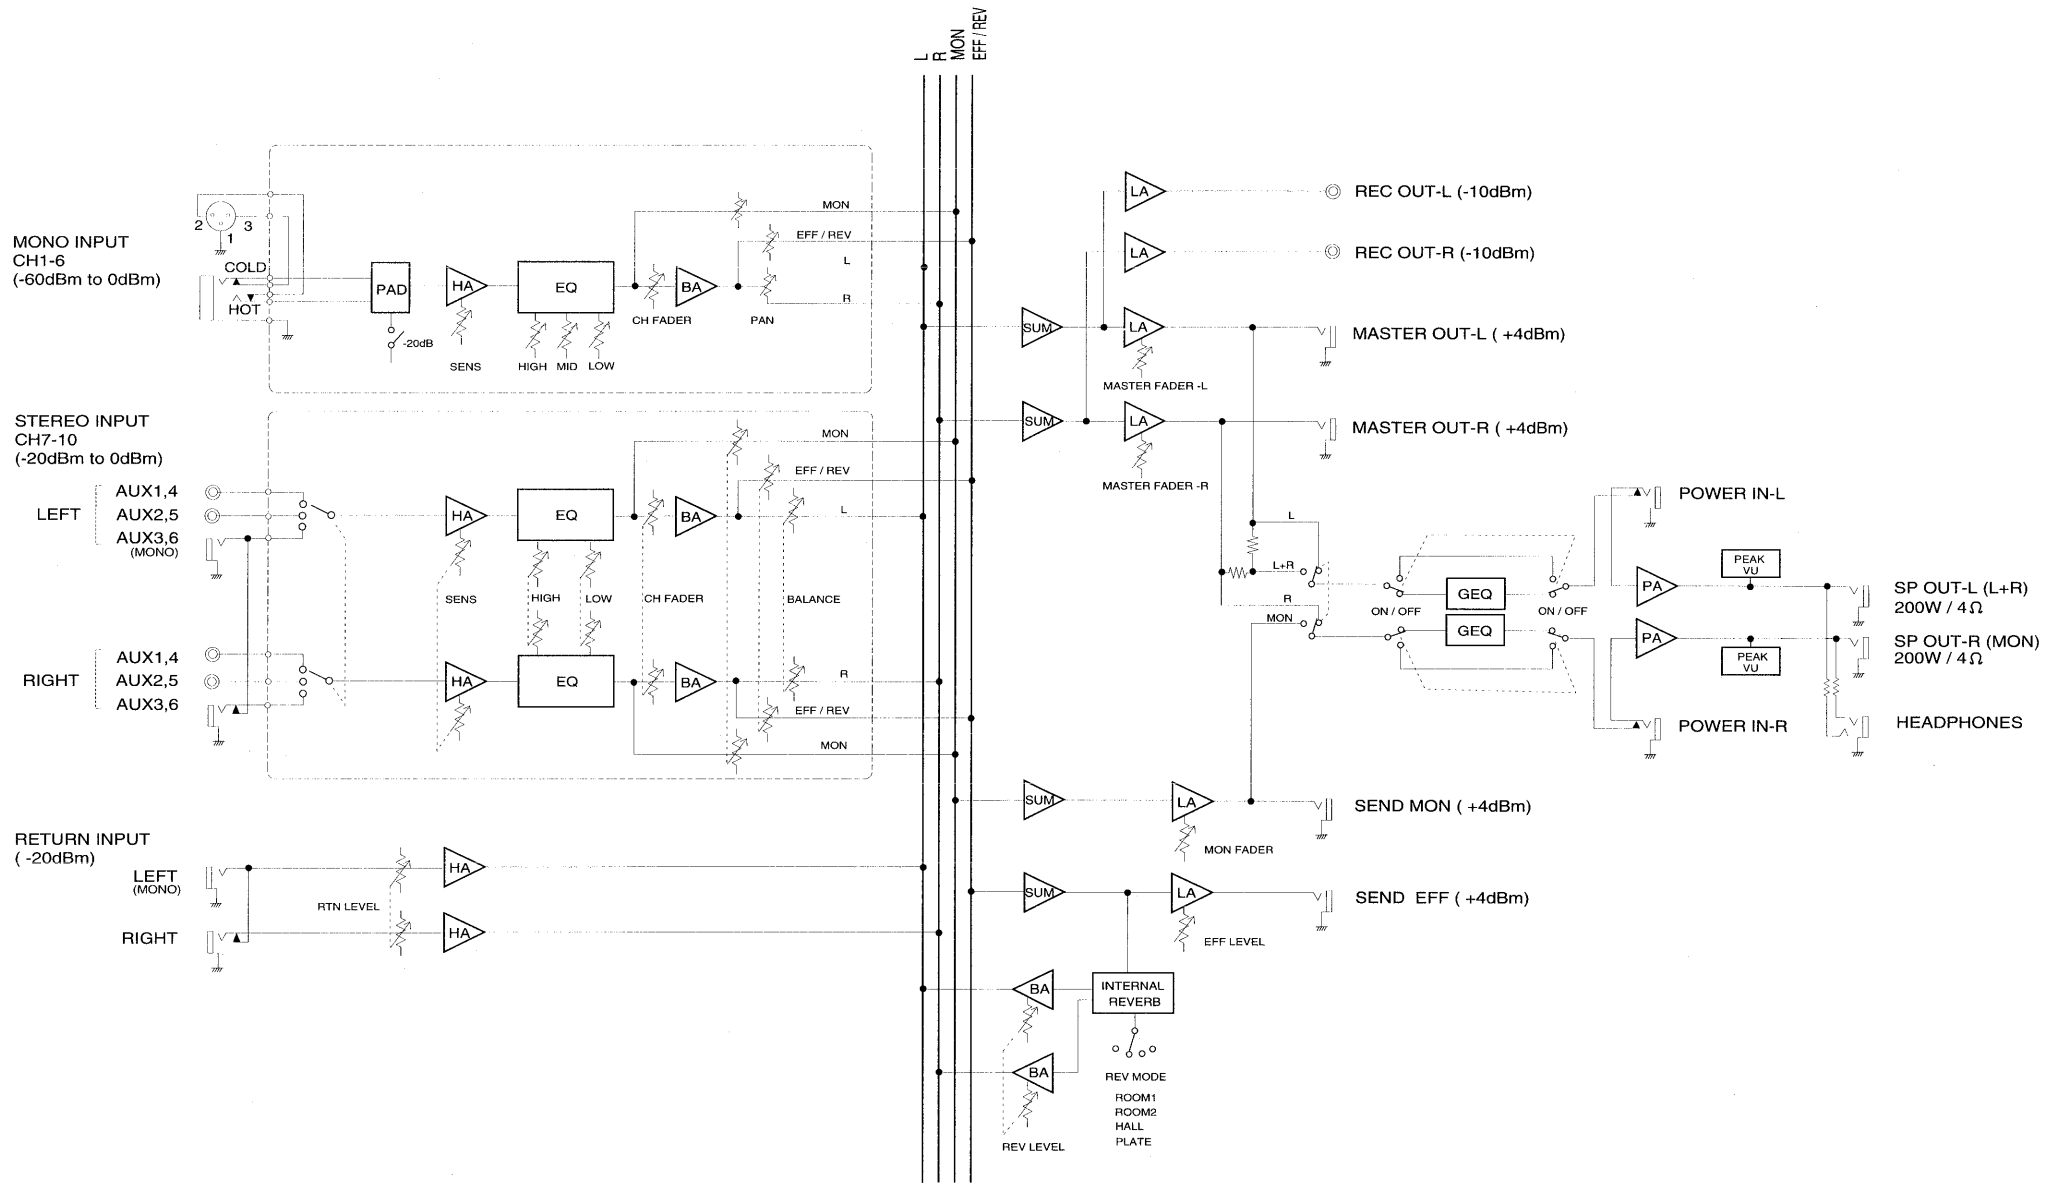 L
R
MON
EFF / REV
MONO INPUT
CH1-6
(-60dBm to 0dBm)
2
3
1
COLD
HOT
PAD
-20dB
HA
SENS
EQ
HIGH
MID
LOW
CH FADER
BA
PAN
MON
EFF / REV
L
R
STEREO INPUT
CH7-10
(-20dBm to 0dBm)
LEFT
AUX1,4
AUX2,5
AUX3,6
(MONO)
RIGHT
AUX1,4
AUX2,5
AUX3,6
HA
SENS
HA
EQ
HIGH
LOW
EQ
CH FADER
BA
BA
BALANCE
MON
EFF / REV
L
R
EFF / REV
MON
RETURN INPUT
( -20dBm)
LEFT
(MONO)
RIGHT
RTN LEVEL
HA
HA
LA
REC OUT-L (-10dBm)
LA
REC OUT-R (-10dBm)
SUM
LA
MASTER FADER -L
MASTER OUT-L ( +4dBm)
SUM
LA
MASTER FADER -R
MASTER OUT-R ( +4dBm)
L
L+R
R
MON
ON / OFF
GEQ
GEQ
ON / OFF
POWER IN-L
PA
PEAK
VU
SP OUT-L (L+R)
200W / 4Ω
PA
PEAK
VU
SP OUT-R (MON)
200W / 4Ω
POWER IN-R
HEADPHONES
SUM
LA
MON FADER
SEND MON ( +4dBm)
SUM
LA
EFF LEVEL
SEND EFF ( +4dBm)
BA
INTERNAL
REVERB
BA
REV LEVEL
REV MODE
ROOM1
ROOM2
HALL
PLATE